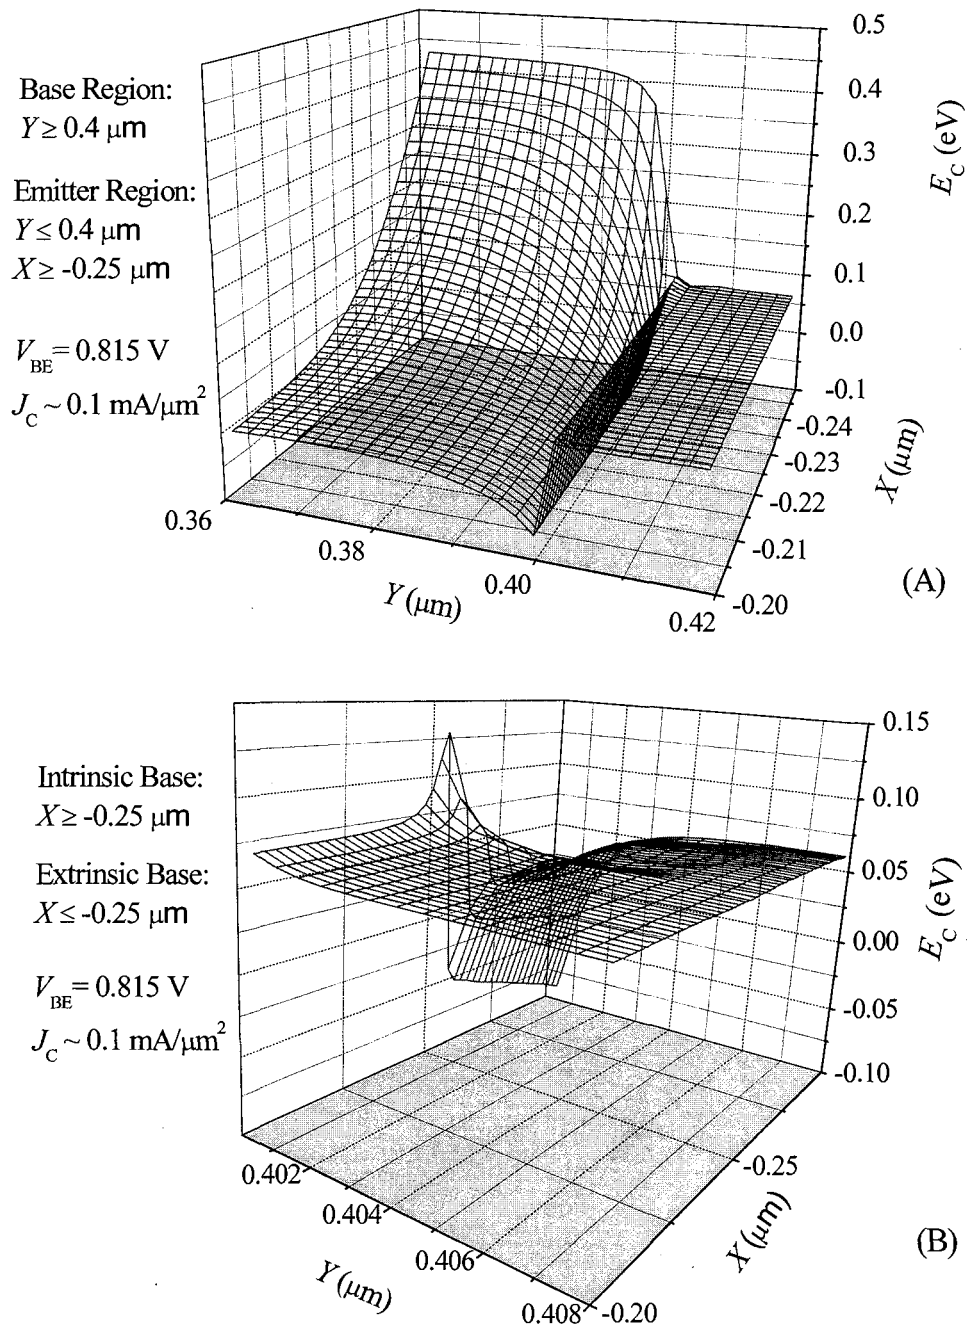 Base Region:
Y ≥ 0.4 μm
Emitter Region:
Y ≤ 0.4 μm
X ≥ -0.25 μm
V_BE = 0.815 V
J_C ~ 0.1 mA/μm²
0.5
0.4
0.3
0.2
0.1
0.0
-0.1
E_C (eV)
-0.24
-0.23
-0.22
-0.21
-0.20
X (μm)
0.36
0.38
0.40
0.42
Y (μm)
(A)
Intrinsic Base:
X ≥ -0.25 μm
Extrinsic Base:
X ≤ -0.25 μm
V_BE = 0.815 V
J_C ~ 0.1 mA/μm²
0.15
0.10
0.05
0.00
-0.05
-0.10
E_C (eV)
-0.25
-0.20
X (μm)
0.402
0.404
0.406
0.408
Y (μm)
(B)